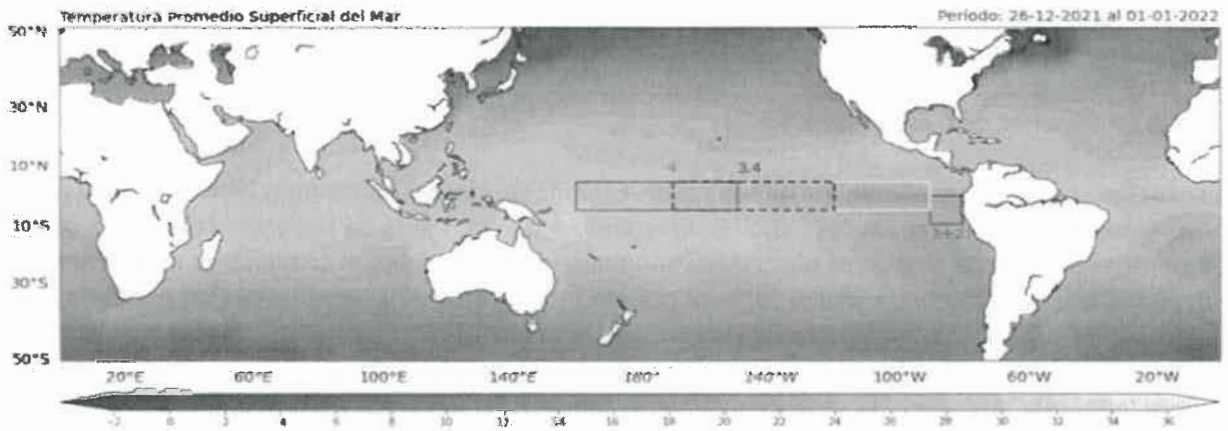 Temperatura Promedio Superficial del Mar
Período: 26-12-2021 al 01-01-2022
50°N
30°N
10°N
4 3.4
10°S
1+2
30°S
50°S
20°E 60°E 100°E 140°E 180° 140°W 100°W 60°W 20°W
-2 0 2 4 6 8 10 12 14 16 18 20 22 24 26 28 30 32 34 36